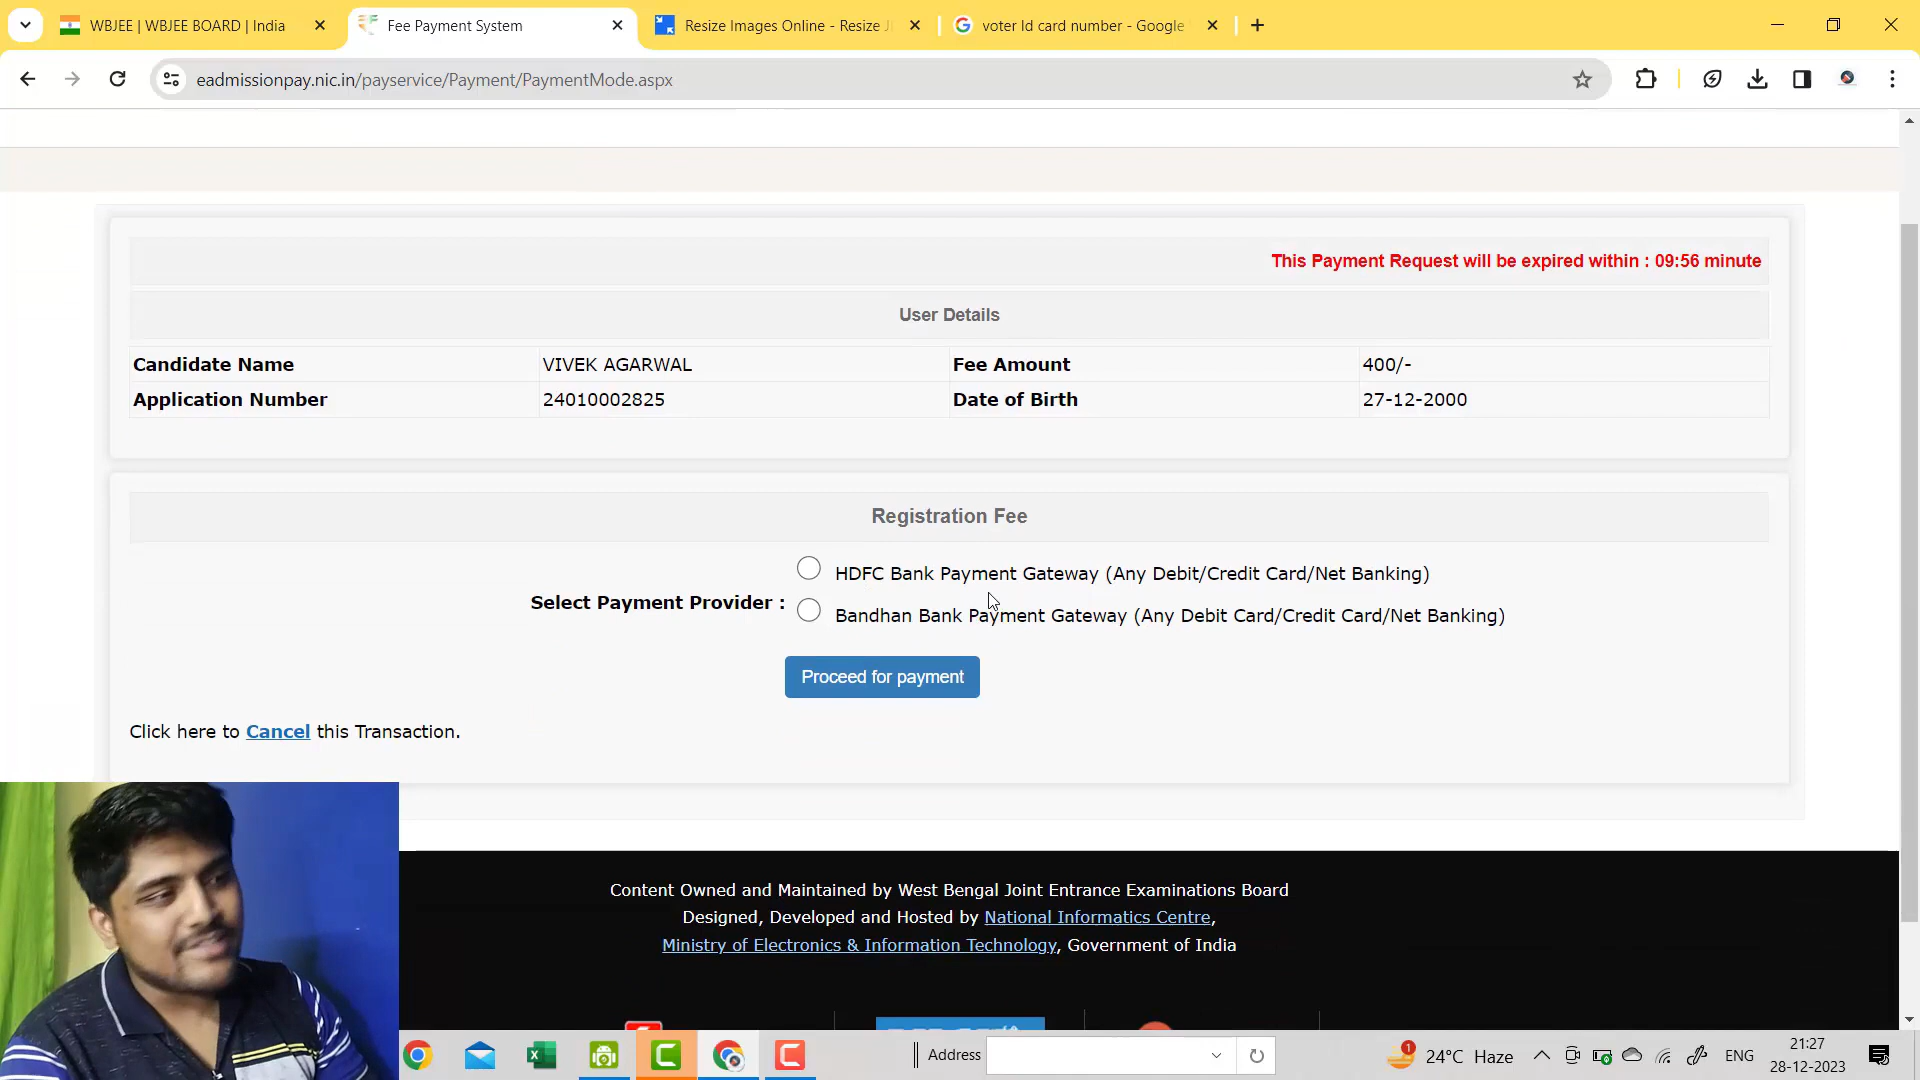 WBJEE | WBJEE BOARD | India
Fee Payment System
Resize Images Online - Resize J
voter Id card number - Google
eadmissionpay.nic.in/payservice/Payment/PaymentMode.aspx
This Payment Request will be expired within : 09:56 minute
User Details
Candidate Name VIVEK AGARWAL Fee Amount 400/-
Application Number 24010002825 Date of Birth 27-12-2000
Registration Fee
Select Payment Provider :
HDFC Bank Payment Gateway (Any Debit/Credit Card/Net Banking)
Bandhan Bank Payment Gateway (Any Debit Card/Credit Card/Net Banking)
Proceed for payment
Click here to Cancel this Transaction.
Content Owned and Maintained by West Bengal Joint Entrance Examinations Board
Designed, Developed and Hosted by National Informatics Centre,
Ministry of Electronics & Information Technology, Government of India
Address
1
24°C Haze
ENG
21:27
28-12-2023